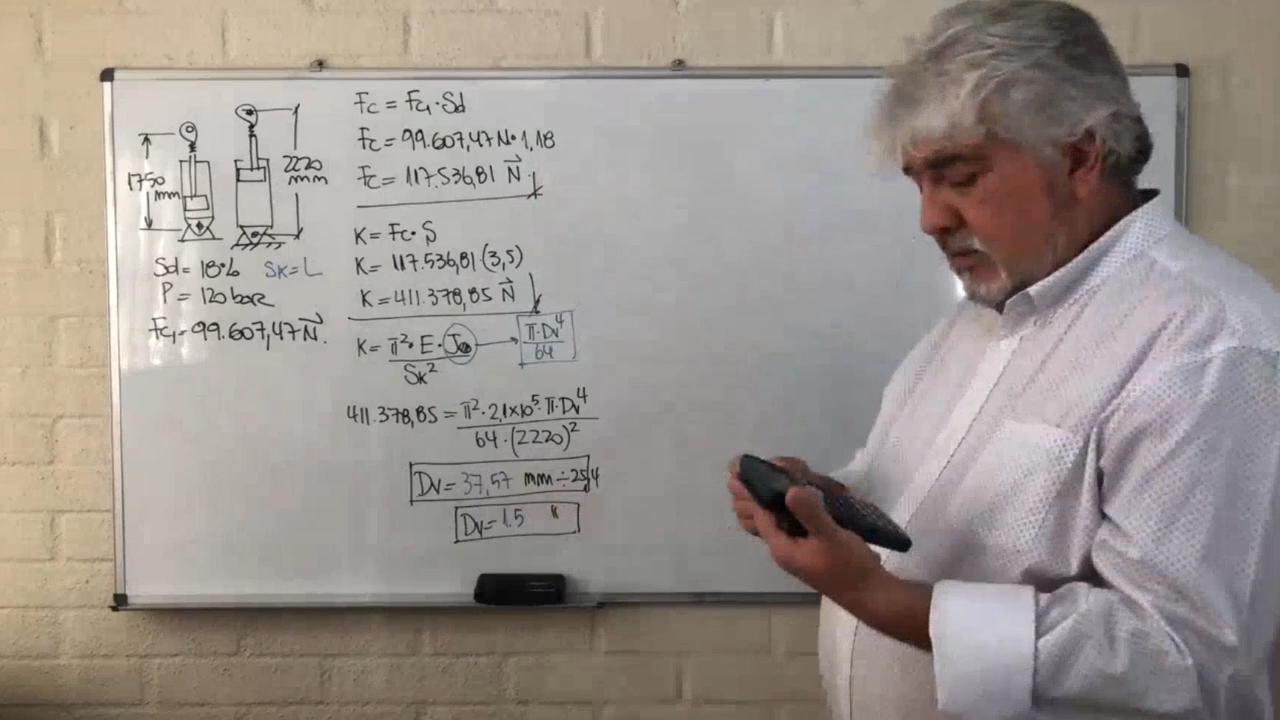 1750
mm
2220
mm
Sd = 18% SK = L
P = 120 bar
Fc₁ = 99.607,47 N⃗.
Fc = Fc₁ · Sd
Fc = 99.607,47 N · 1,18
Fc = 117.536,81 N⃗
K = Fc · S
K = 117.536,81 · (3,5)
K = 411.378,85 N⃗
K = π² · E · J
SK²
π · Dv⁴
64
411.378,85 = π² · 2,1x10⁵ · π · Dv⁴
64 · (2220)²
Dv = 37,57 mm ÷ 25,4
Dv = 1.5 "